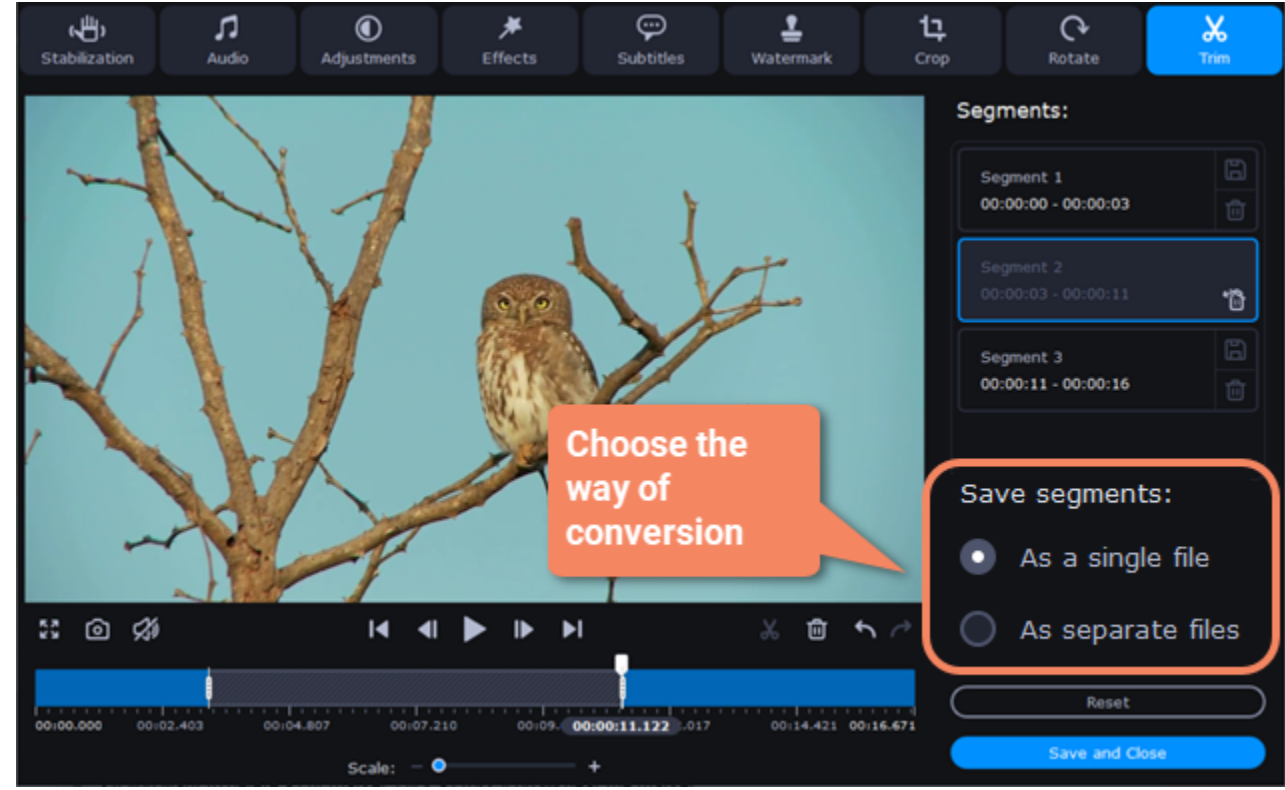 Stabilization
Audio
Adjustments
Effects
Subtitles
Watermark
Crop
Rotate
Trim
Segments:
Segment 1
00:00:00 - 00:00:03
Segment 2
00:00:03 - 00:00:11
Segment 3
00:00:11 - 00:00:16
Choose the
way of
conversion
Save segments:
As a single file
As separate files
00:00.000 00:02.403 00:04.807 00:07.210 00:09. 00:00:11.122 .017 00:14.421 00:16.671
Scale: − +
Reset
Save and Close